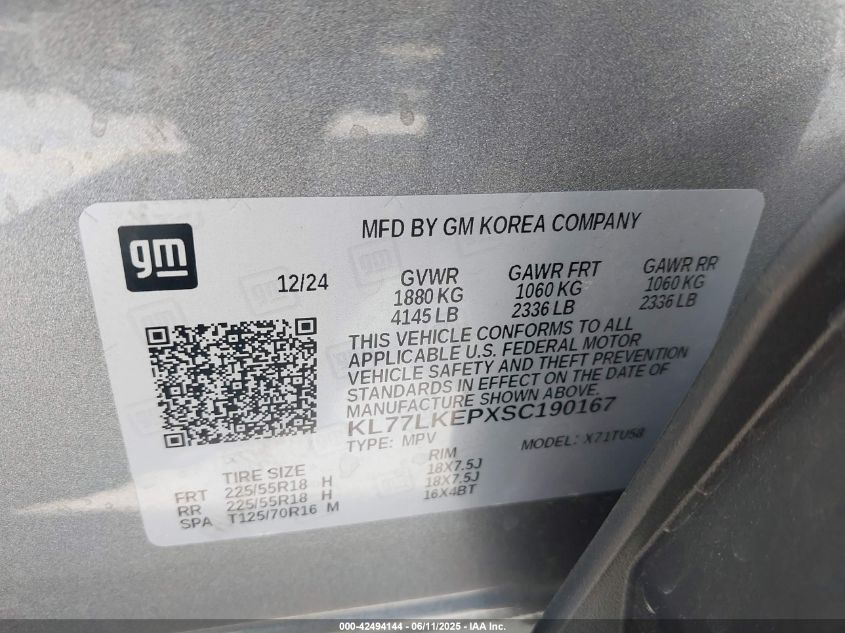 gm
MFD BY GM KOREA COMPANY
12/24
GVWR
1880 KG
4145 LB
GAWR FRT
1060 KG
2336 LB
GAWR RR
1060 KG
2336 LB
THIS VEHICLE CONFORMS TO ALL
APPLICABLE U.S. FEDERAL MOTOR
VEHICLE SAFETY AND THEFT PREVENTION
STANDARDS IN EFFECT ON THE DATE OF
MANUFACTURE SHOWN ABOVE.
KL77LKEPXSC190167
TYPE: MPV MODEL: X71TU58
TIRE SIZE RIM
FRT 225/55R18 H 18X7.5J
RR 225/55R18 H 18X7.5J
SPA T125/70R16 M 16X4BT
000-42494144 - 06/11/2025 - IAA Inc.